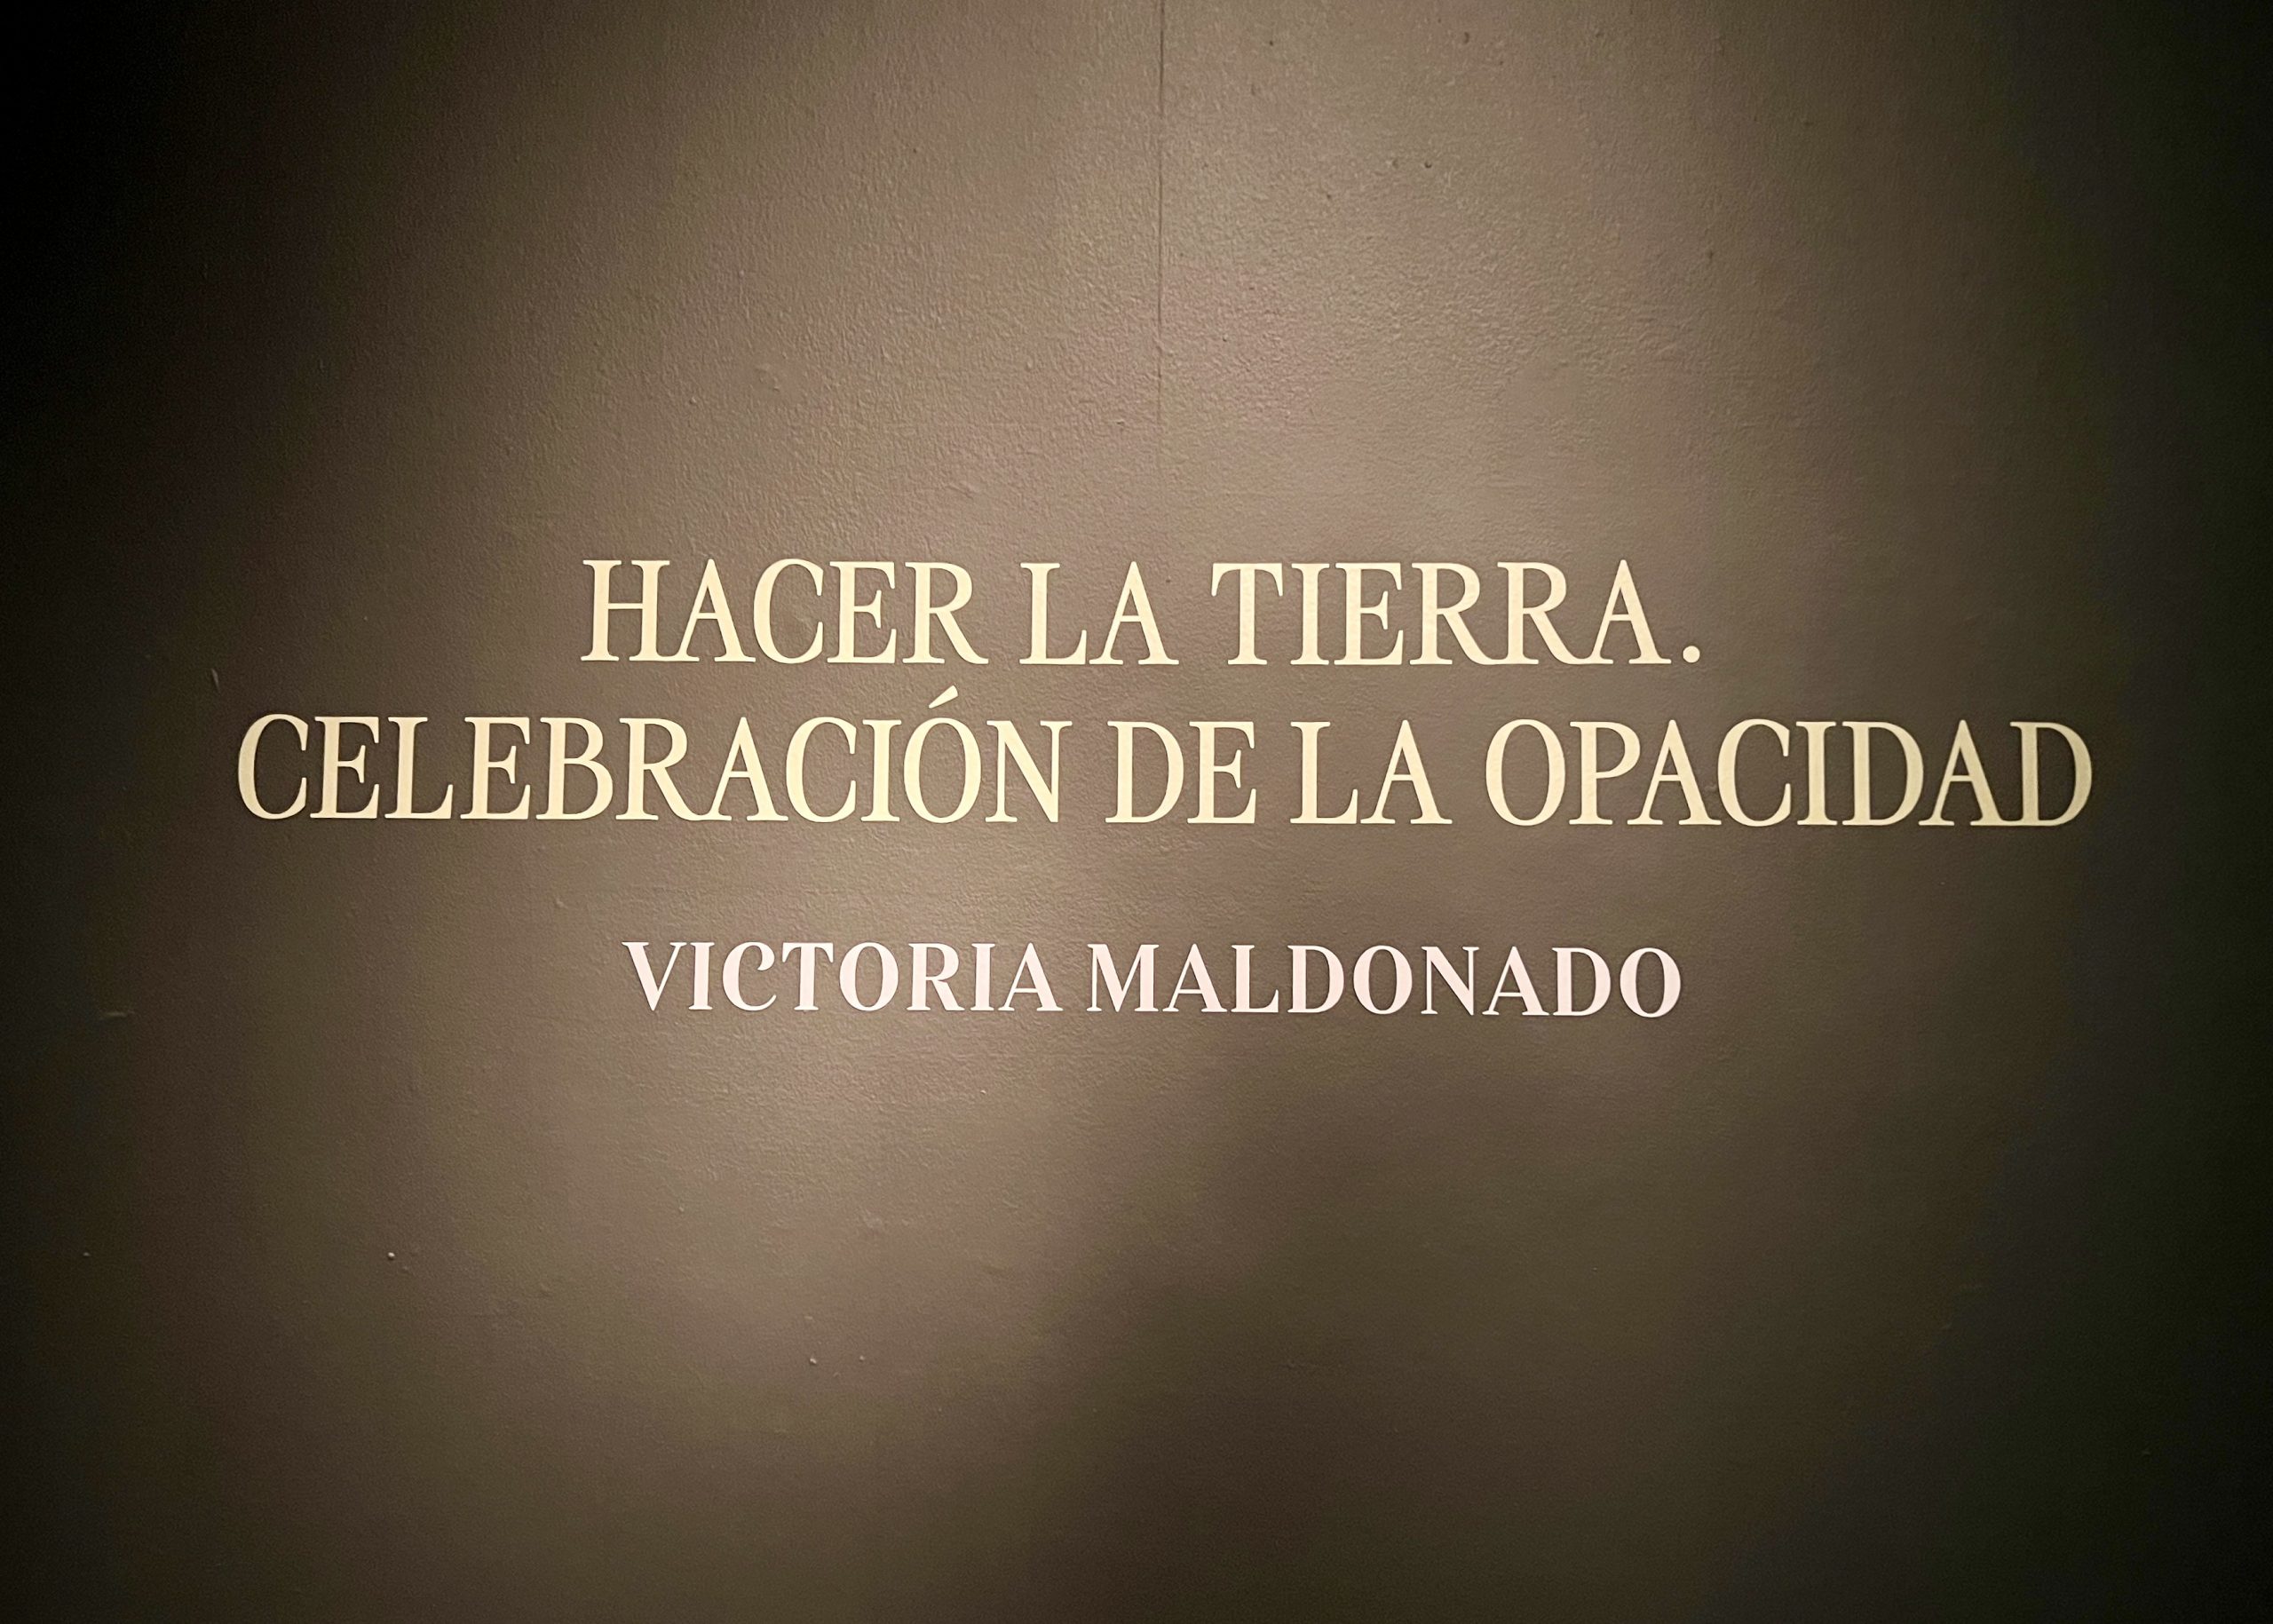 HACER LA TIERRA.
CELEBRACIÓN DE LA OPACIDAD
VICTORIA MALDONADO